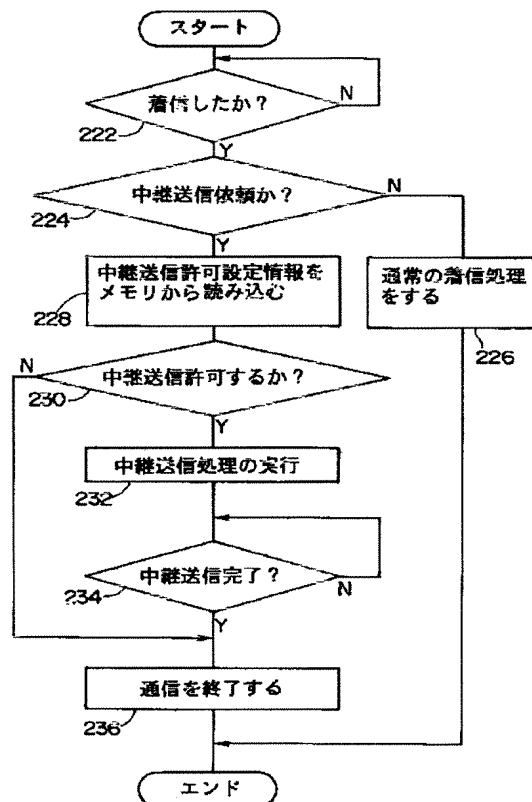 スタート
着信したか？
N
222
Y
中継送信依頼か？
N
224
Y
中継送信許可設定情報を
メモリから読み込む
228
通常の着信処理
をする
226
N
中継送信許可するか？
230
Y
中継送信処理の実行
232
中継送信完了？
N
234
Y
通信を終了する
236
エンド